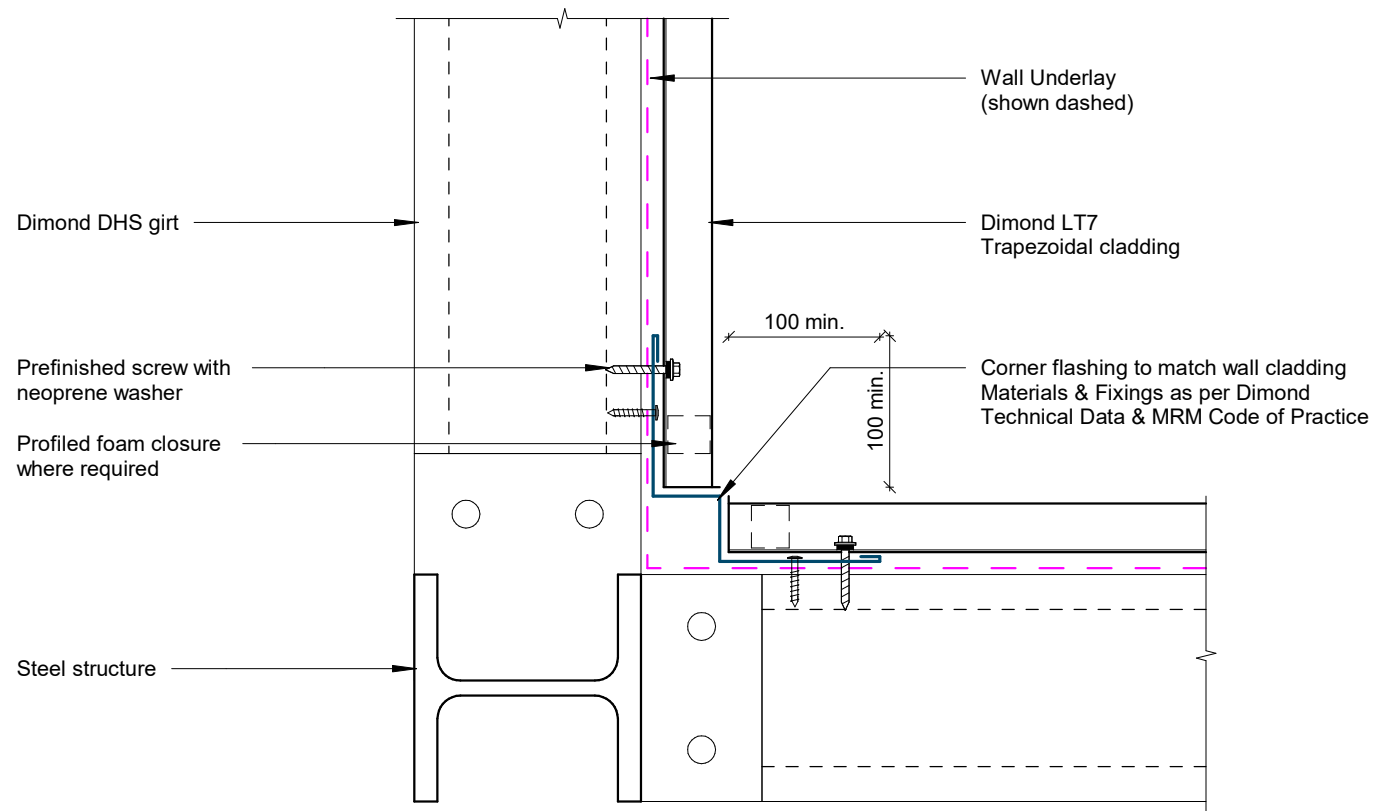 Wall Underlay
(shown dashed)
Dimond DHS girt
Dimond LT7
Trapezoidal cladding
100 min.
Prefinished screw with
neoprene washer
100 min.
Corner flashing to match wall cladding
Materials & Fixings as per Dimond
Technical Data & MRM Code of Practice
Profiled foam closure
where required
Steel structure